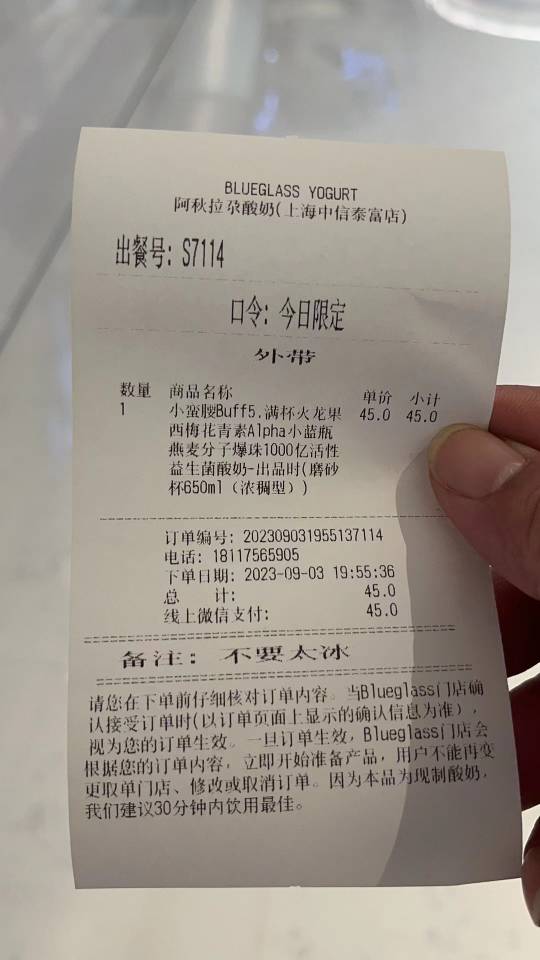 BLUEGLASS YOGURT
阿秋拉尕酸奶(上海中信泰富店)
出餐号: S7114
口令: 今日限定
外带
数量 商品名称 单价 小计
1 小蛮腰Buff5.满杯火龙果 45.0 45.0
西梅花青素Alpha小蓝瓶
燕麦分子爆珠1000亿活性
益生菌酸奶-出品时(磨砂
杯650ml (浓稠型))
订单编号: 202309031955137114
电话: 18117565905
下单日期: 2023-09-03 19:55:36
总 计: 45.0
线上微信支付: 45.0
备注: 不要太冰
请您在下单前仔细核对订单内容。当Blueglass门店确
认接受订单时(以订单页面上显示的确认信息为准),
视为您的订单生效。一旦订单生效,Blueglass门店会
根据您的订单内容,立即开始准备产品,用户不能再变
更取单门店、修改或取消订单。因为本品为现制酸奶,
我们建议30分钟内饮用最佳。